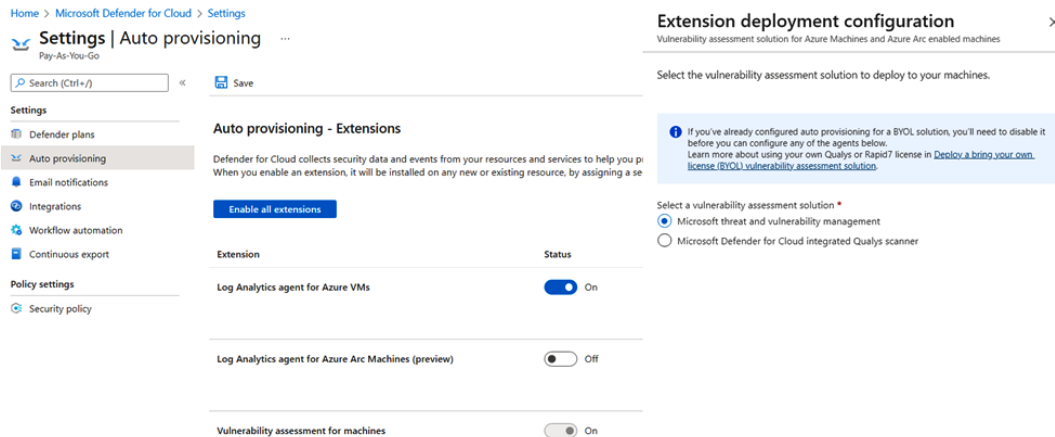 Home > Microsoft Defender for Cloud > Settings
Settings | Auto provisioning ...
Pay-As-You-Go
Search (Ctrl+/) «
Settings
Defender plans
Auto provisioning
Email notifications
Integrations
Workflow automation
Continuous export
Policy settings
Security policy
Save
Auto provisioning - Extensions
Defender for Cloud collects security data and events from your resources and services to help you p
When you enable an extension, it will be installed on any new or existing resource, by assigning a se
Enable all extensions
Extension Status
Log Analytics agent for Azure VMs On
Log Analytics agent for Azure Arc Machines (preview) Off
Vulnerability assessment for machines On
Extension deployment configuration
Vulnerability assessment solution for Azure Machines and Azure Arc enabled machines
Select the vulnerability assessment solution to deploy to your machines.
If you've already configured auto provisioning for a BYOL solution, you'll need to disable it
before you can configure any of the agents below.
Learn more about using your own Qualys or Rapid7 license in Deploy a bring your own
license (BYOL) vulnerability assessment solution.
Select a vulnerability assessment solution *
Microsoft threat and vulnerability management
Microsoft Defender for Cloud integrated Qualys scanner